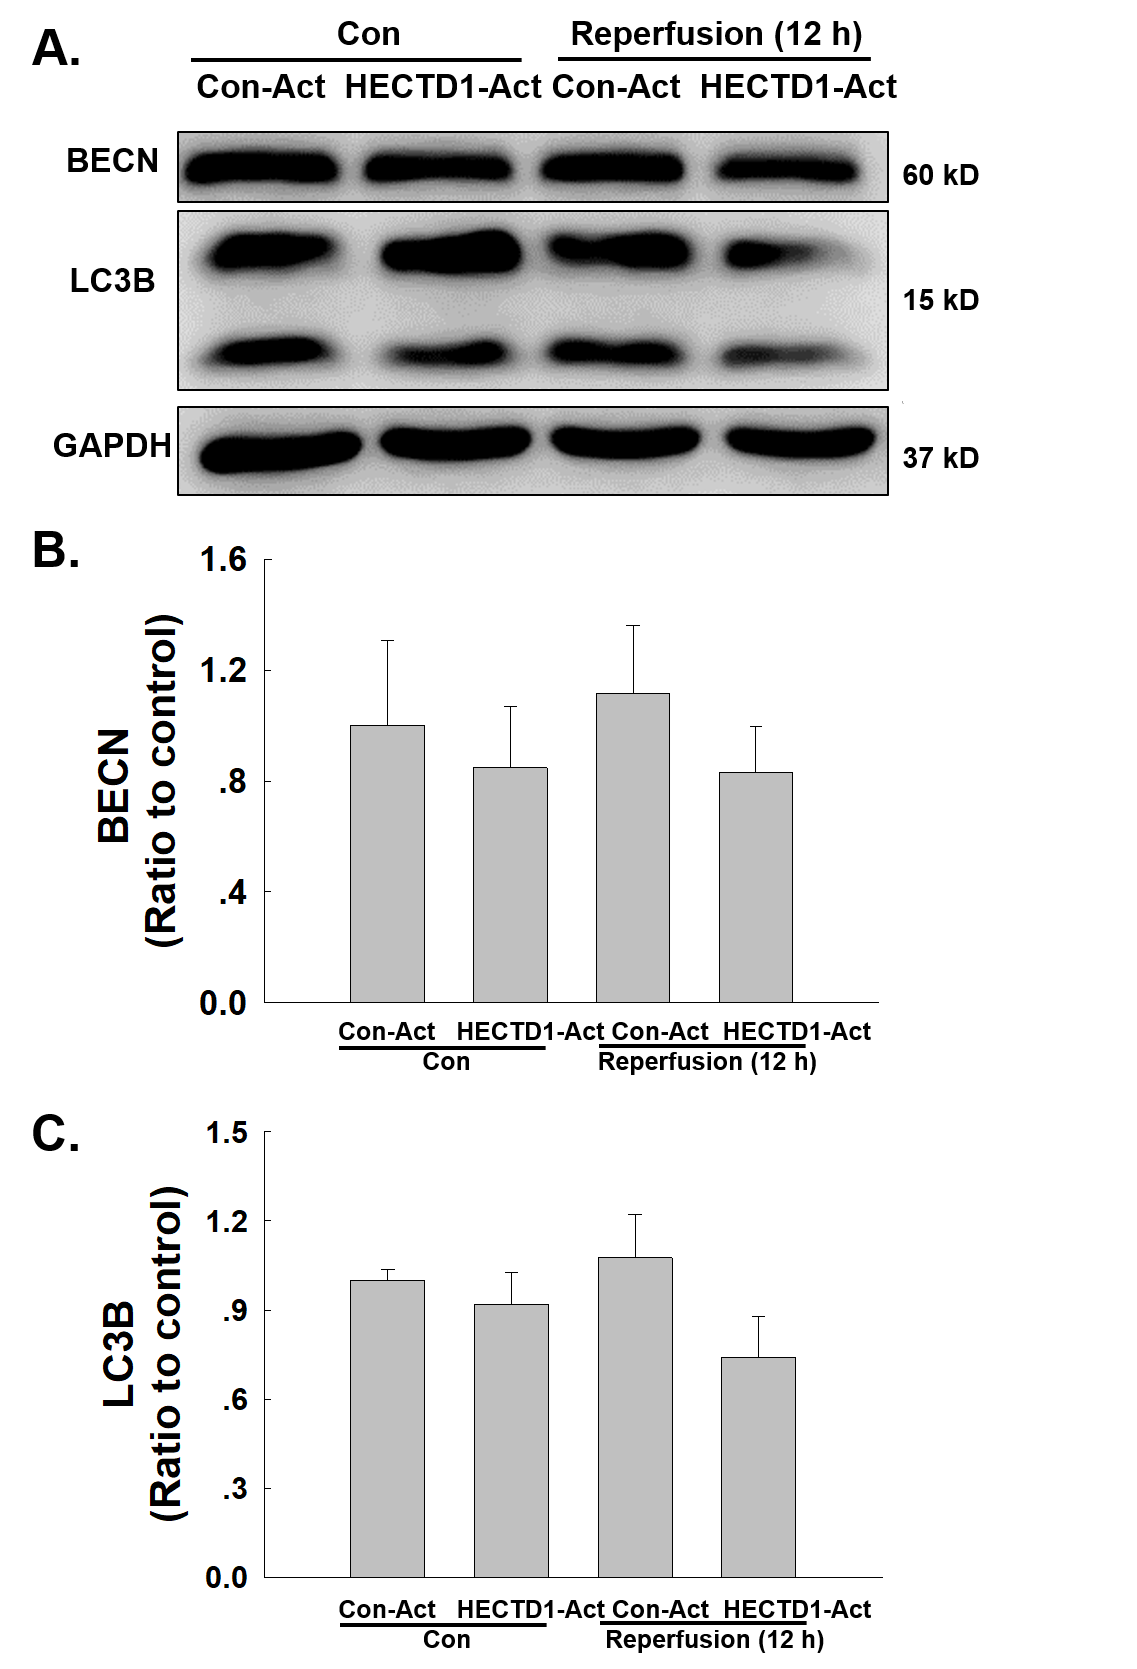 A.
Con Reperfusion (12 h)
Con-Act HECTD1-Act Con-Act HECTD1-Act
BECN 60 kD
LC3B 15 kD
GAPDH 37 kD
B.
BECN
(Ratio to control)
1.6
1.2
.8
.4
0.0
Con-Act HECTD1-Act Con-Act HECTD1-Act
Con Reperfusion (12 h)
C.
LC3B
(Ratio to control)
1.5
1.2
.9
.6
.3
0.0
Con-Act HECTD1-Act Con-Act HECTD1-Act
Con Reperfusion (12 h)